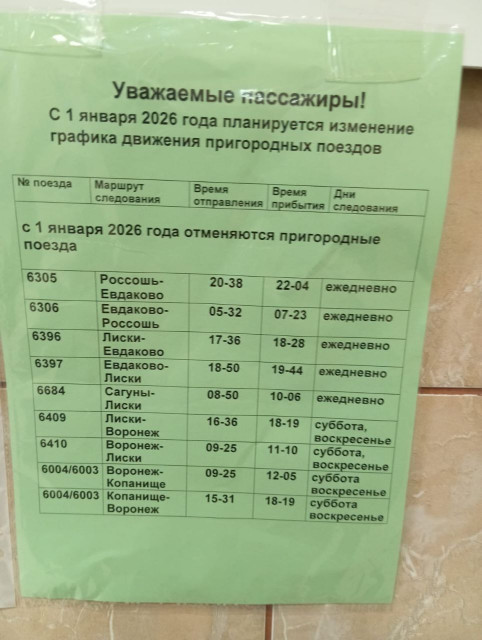 Уважаемые пассажиры!
С 1 января 2026 года планируется изменение
графика движения пригородных поездов
№ поезда Маршрут следования Время отправления Время прибытия Дни следования
с 1 января 2026 года отменяются пригородные
поезда
6305 Россошь-Евдаково 20-38 22-04 ежедневно
6306 Евдаково-Россошь 05-32 07-23 ежедневно
6396 Лиски-Евдаково 17-36 18-28 ежедневно
6397 Евдаково-Лиски 18-50 19-44 ежедневно
6684 Сагуны-Лиски 08-50 10-06 ежедневно
6409 Лиски-Воронеж 16-36 18-19 суббота, воскресенье
6410 Воронеж-Лиски 09-25 11-10 суббота, воскресенье
6004/6003 Воронеж-Копанище 09-25 12-05 суббота воскресенье
6004/6003 Копанище-Воронеж 15-31 18-19 суббота воскресенье